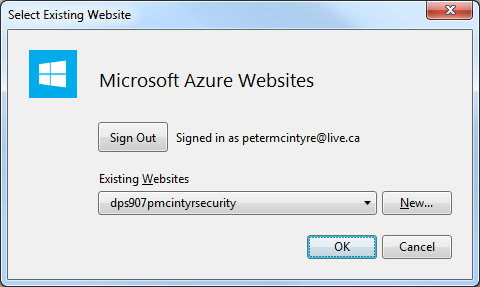 Select Existing Website
Microsoft Azure Websites
Sign Out Signed in as petermcintyre@live.ca
Existing Websites
dps907pmcintyrsecurity New...
OK Cancel